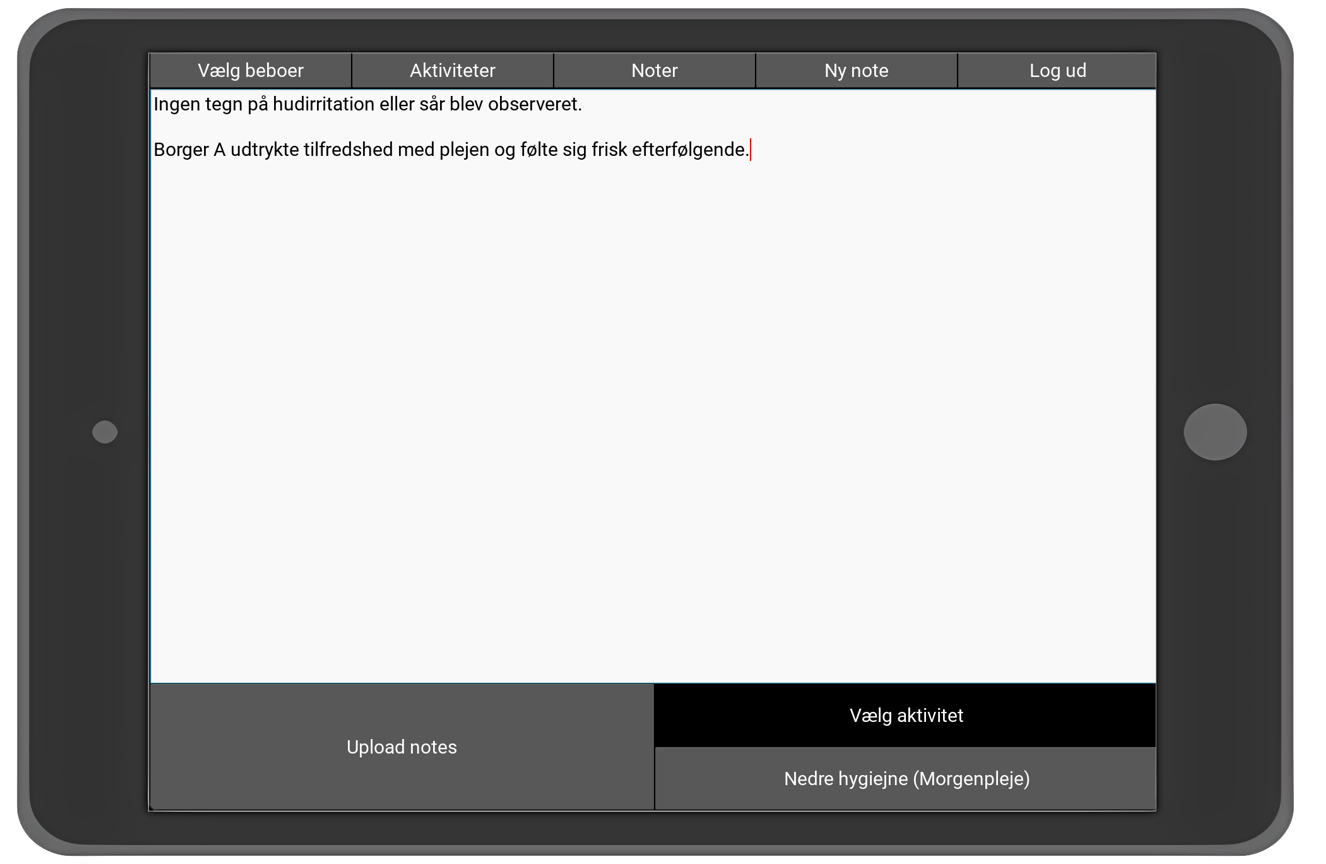 Vælg beboer
Aktiviteter
Noter
Ny note
Log ud
Ingen tegn på hudirritation eller sår blev observeret.
Borger A udtrykte tilfredshed med plejen og følte sig frisk efterfølgende.
Upload notes
Vælg aktivitet
Nedre hygiejne (Morgenpleje)